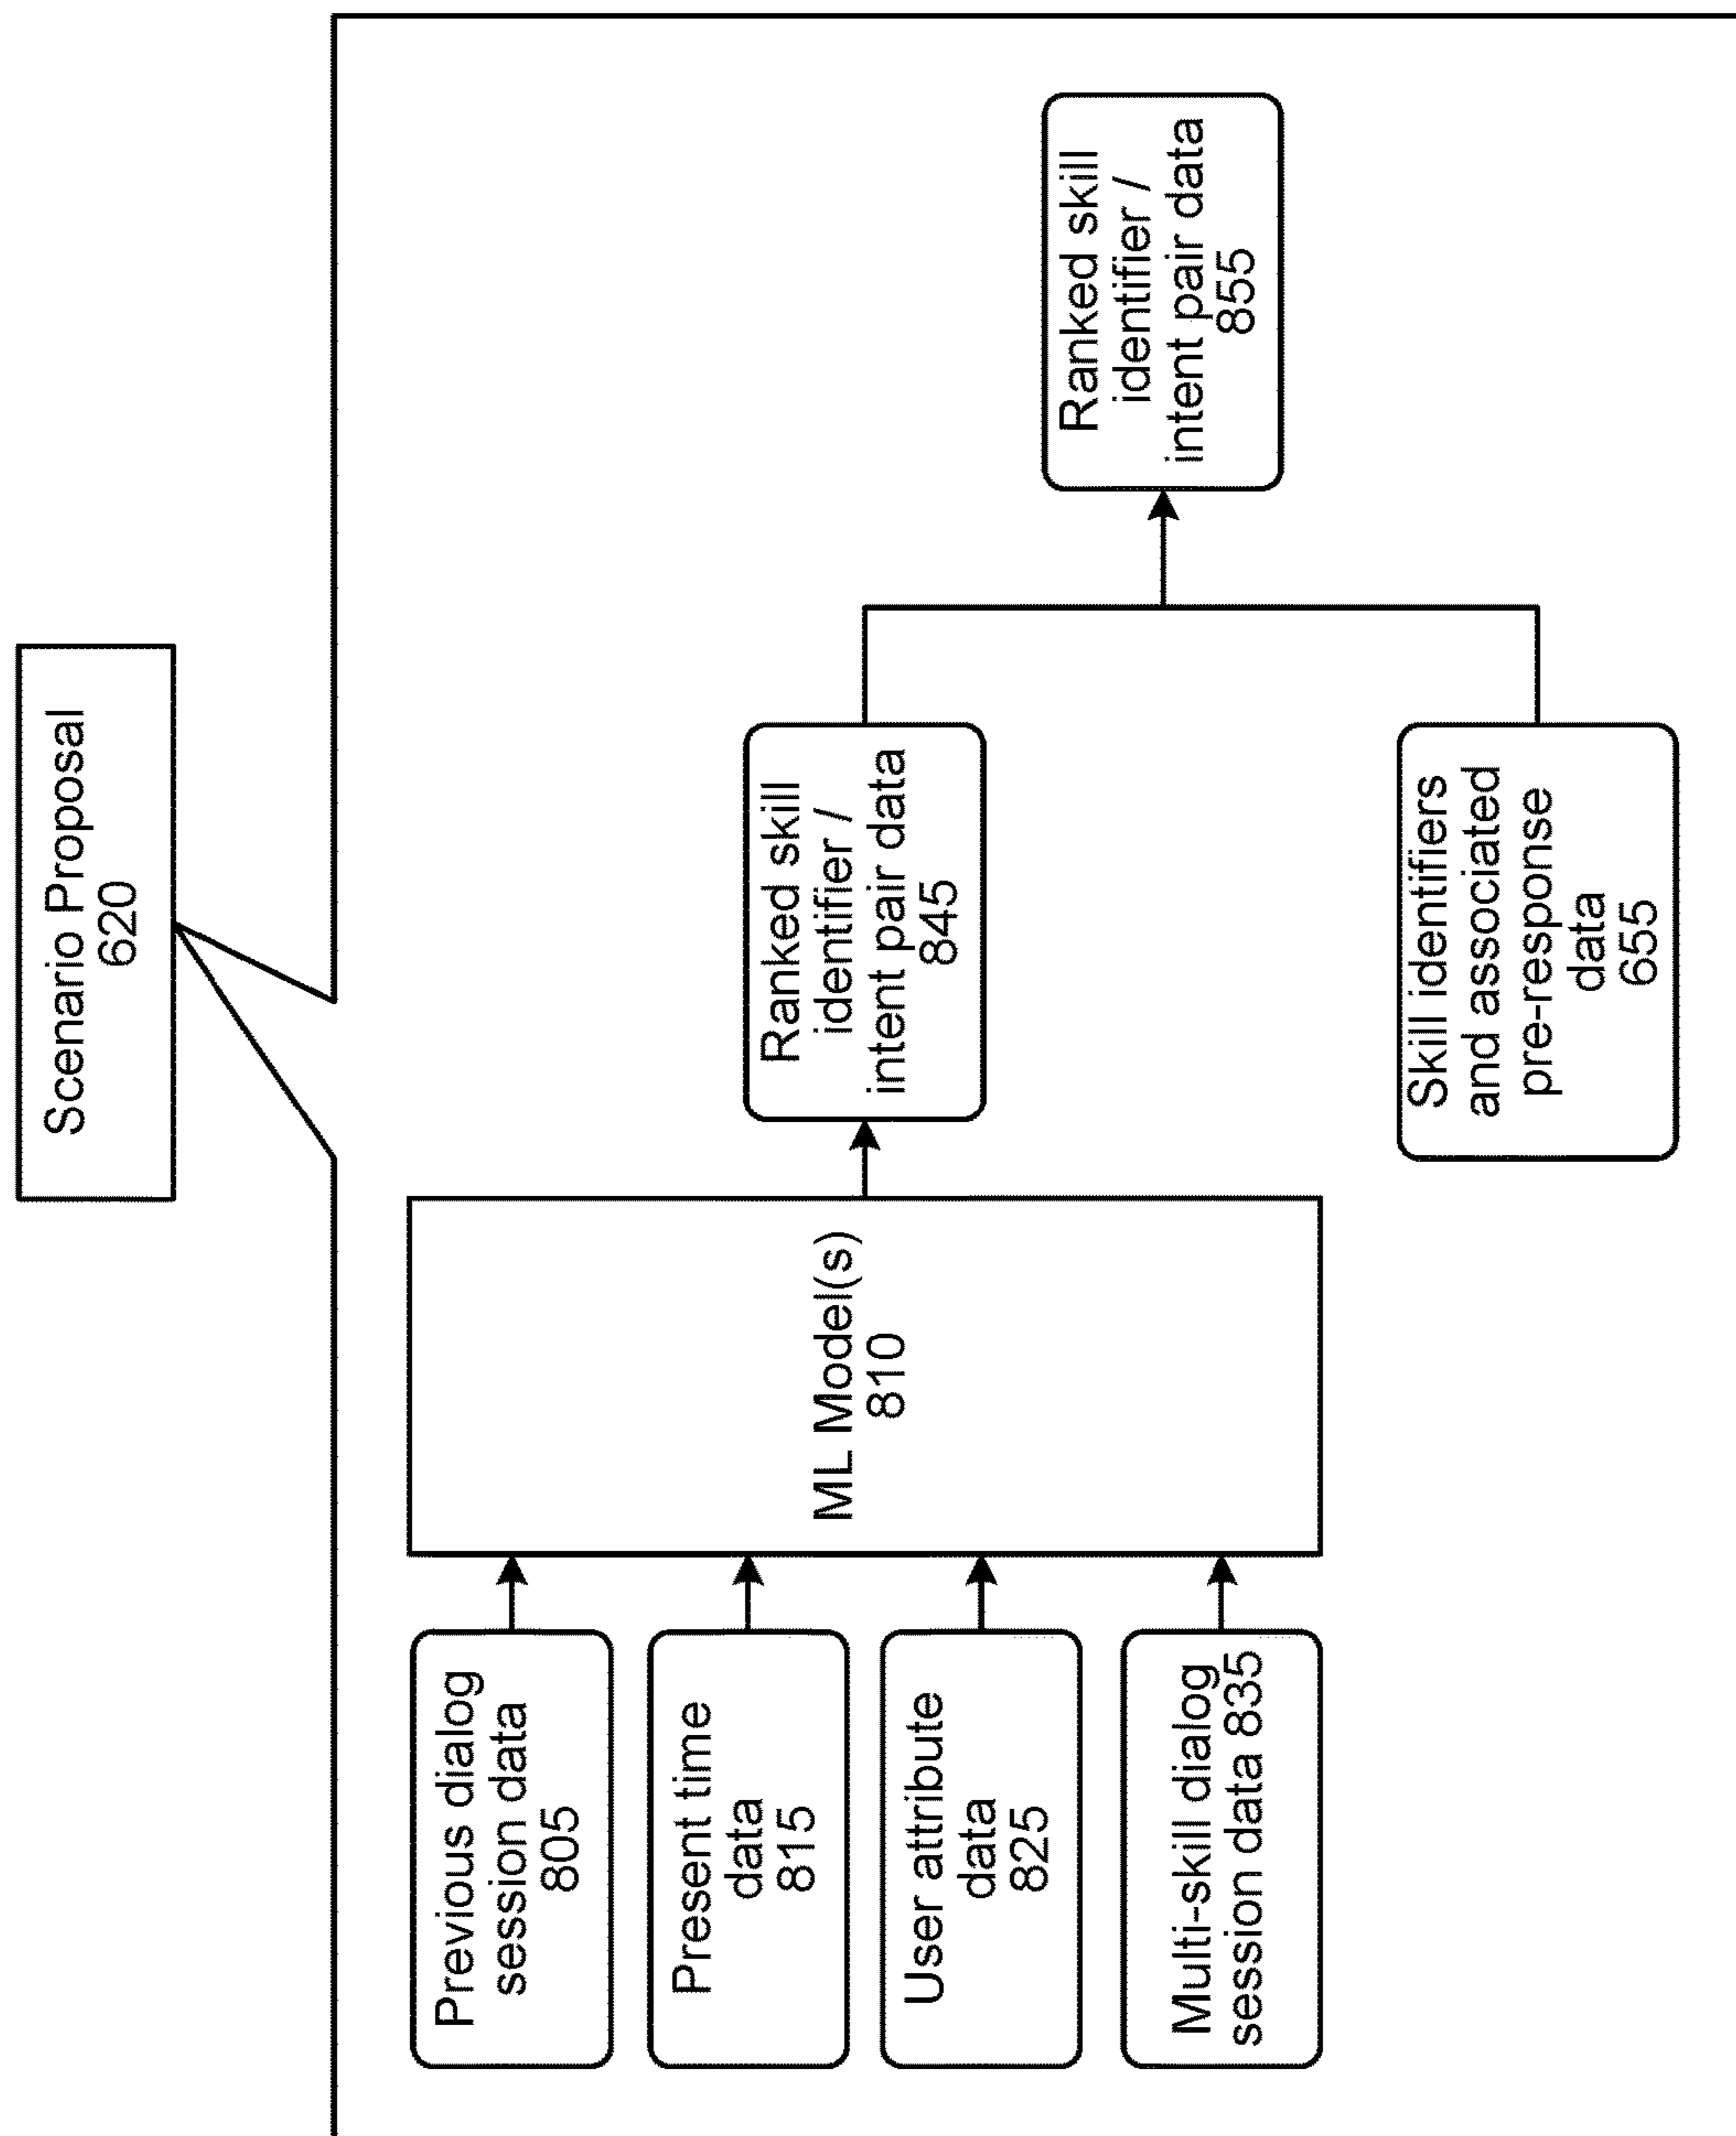 Scenario Proposal
620
Previous dialog
session data
805
Present time
data
815
User attribute
data
825
Multi-skill dialog
session data 835
ML Model(s)
810
Ranked skill
identifier /
intent pair data
845
Skill identifiers
and associated
pre-response
data
655
Ranked skill
identifier /
intent pair data
855